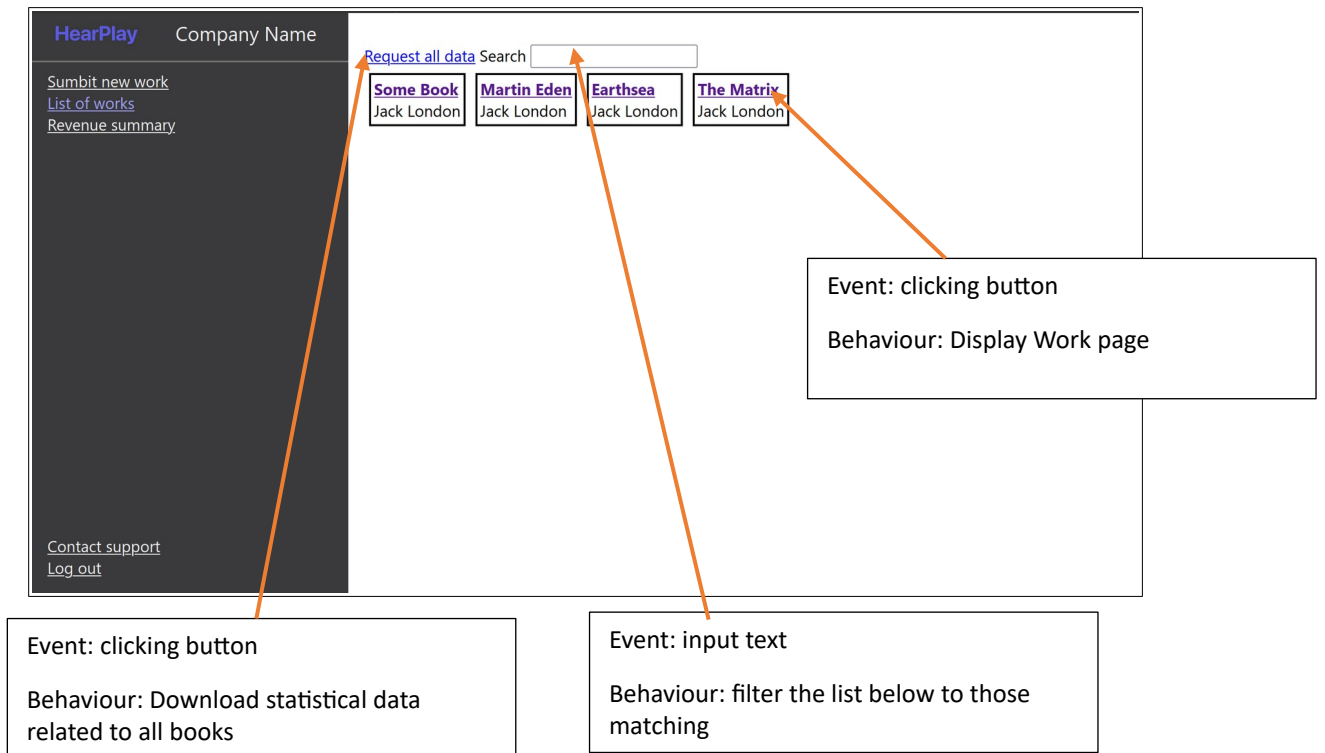 HearPlay Company Name
Sumbit new work
List of works
Revenue summary
Contact support
Log out
Request all data Search
Some Book
Jack London
Martin Eden
Jack London
Earthsea
Jack London
The Matrix
Jack London
Event: clicking button
Behaviour: Display Work page
Event: clicking button
Behaviour: Download statistical data
related to all books
Event: input text
Behaviour: filter the list below to those
matching